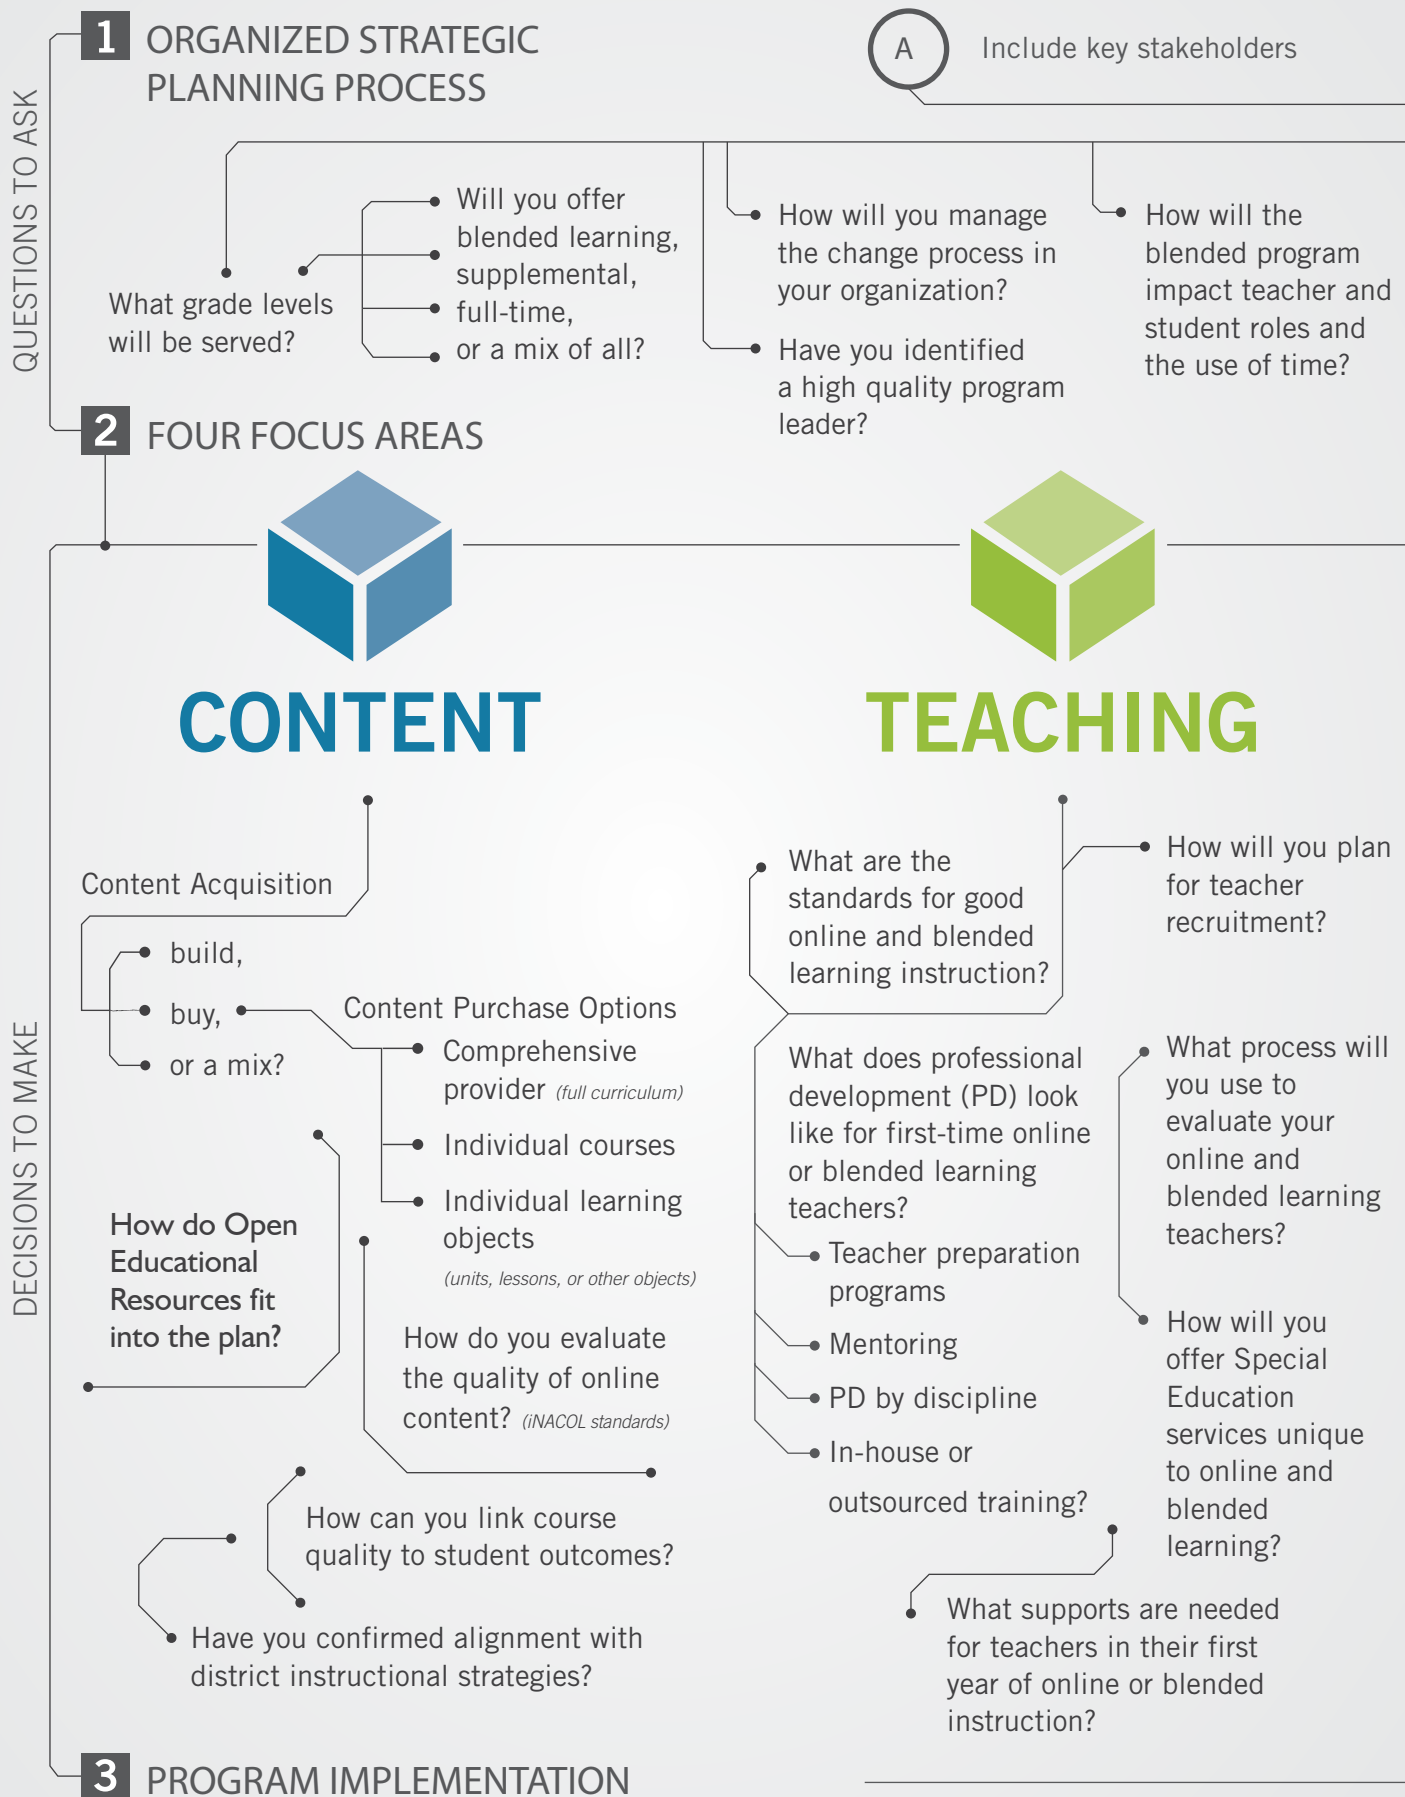 QUESTIONS TO ASK
1 ORGANIZED STRATEGIC
PLANNING PROCESS
A
Include key stakeholders
What grade levels
will be served?
Will you offer
blended learning,
supplemental,
full-time,
or a mix of all?
How will you manage
the change process in
your organization?
Have you identified
a high quality program
leader?
How will the
blended program
impact teacher and
student roles and
the use of time?
2 FOUR FOCUS AREAS
DECISIONS TO MAKE
CONTENT
Content Acquisition
build,
buy,
or a mix?
Content Purchase Options
Comprehensive
provider (full curriculum)
Individual courses
Individual learning
objects
(units, lessons, or other objects)
How do Open
Educational
Resources fit
into the plan?
How do you evaluate
the quality of online
content? (iNACOL standards)
How can you link course
quality to student outcomes?
Have you confirmed alignment with
district instructional strategies?
TEACHING
What are the
standards for good
online and blended
learning instruction?
How will you plan
for teacher
recruitment?
What does professional
development (PD) look
like for first-time online
or blended learning
teachers?
Teacher preparation
programs
Mentoring
PD by discipline
In-house or
outsourced training?
What process will
you use to
evaluate your
online and
blended learning
teachers?
How will you
offer Special
Education
services unique
to online and
blended
learning?
What supports are needed
for teachers in their first
year of online or blended
instruction?
3 PROGRAM IMPLEMENTATION